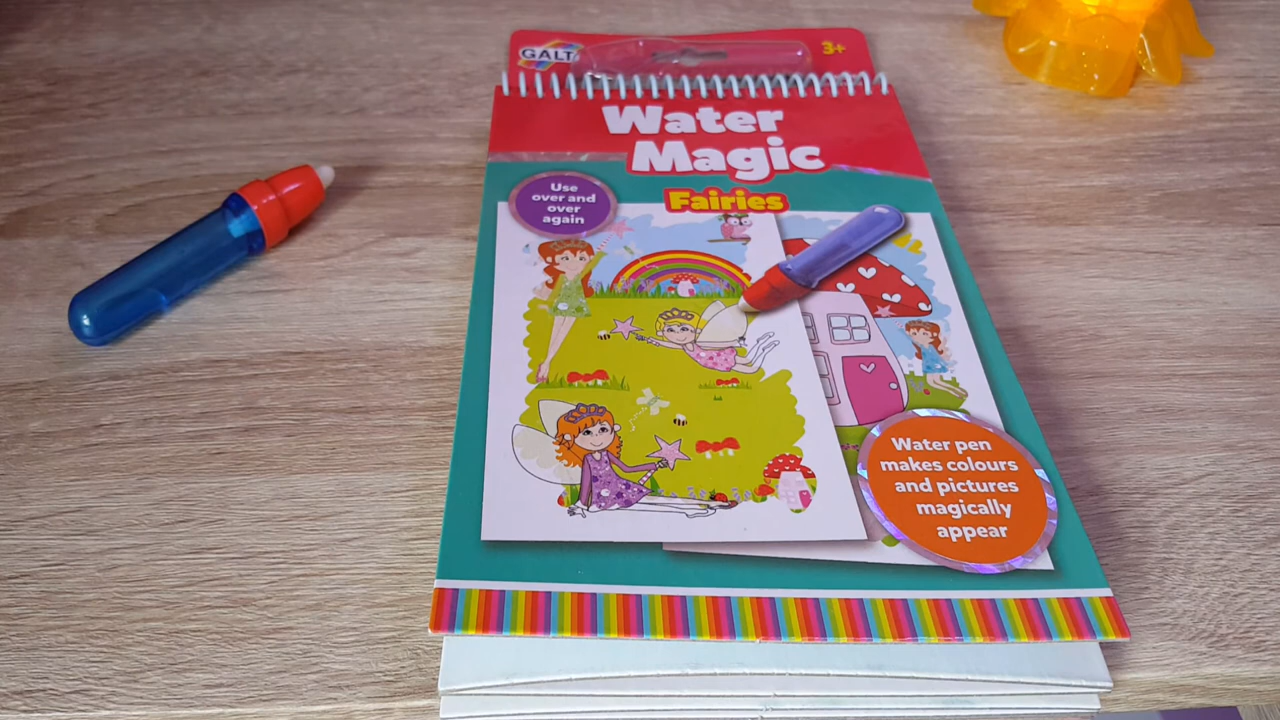 GALT
3+
Water
Magic
Fairies
Use
over and
over
again
Water pen
makes colours
and pictures
magically
appear